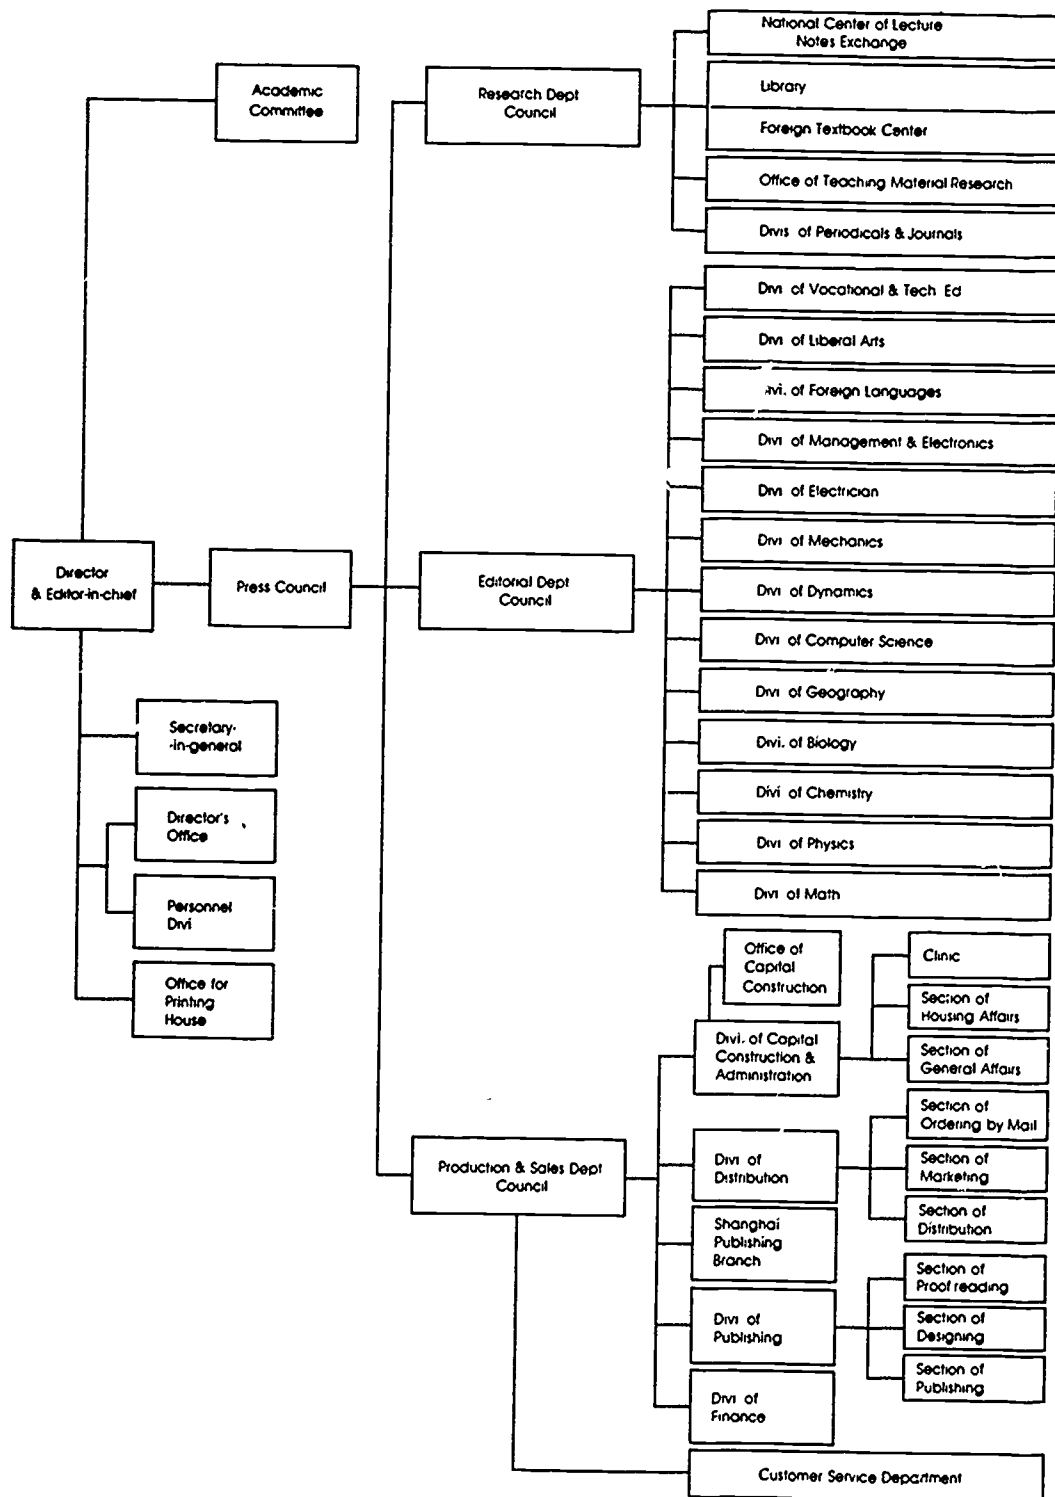 National Center of Lecture
Notes Exchange
Academic
Committee
Research Dept
Council
Library
Foreign Textbook Center
Office of Teaching Material Research
Divis of Periodicals & Journals
Divi of Vocational & Tech Ed
Divi of Liberal Arts
ivi. of Foreign Languages
Divi of Management & Electronics
Divi of Electrician
Divi of Mechanics
Director
& Editor-in-chief
Press Council
Editorial Dept
Council
Divi of Dynamics
Divi of Computer Science
Divi of Geography
Divi. of Biology
Divi of Chemistry
Divi of Physics
Divi of Math
Secretary-
-in-general
Director's
Office
Personnel
Divi
Office for
Printing
House
Office of
Capital
Construction
Clinic
Section of
Housing Affairs
Divi. of Capital
Construction &
Administration
Section of
General Affairs
Section of
Ordering by Mail
Production & Sales Dept
Council
Divi of
Distribution
Section of
Marketing
Section of
Distribution
Shanghai
Publishing
Branch
Section of
Proof reading
Divi of
Publishing
Section of
Designing
Section of
Publishing
Divi of
Finance
Customer Service Department